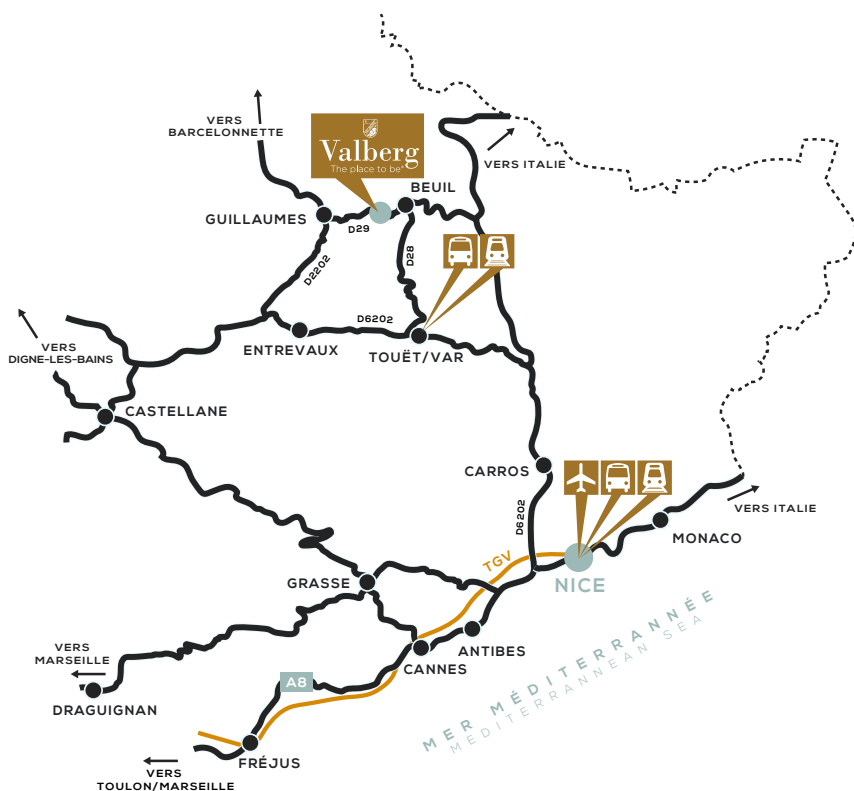 VERS
BARCELONNETTE
Valberg
The place to be*
VERS ITALIE
BEUIL
GUILLAUMES
D29
D28
D2202
D6202
ENTREVAUX
TOUËT/VAR
VERS
DIGNE-LES-BAINS
CASTELLANE
CARROS
D6202
VERS ITALIE
MONACO
TGV
NICE
GRASSE
ANTIBES
CANNES
VERS
MARSEILLE
A8
DRAGUIGNAN
MER MÉDITERRANNÉE
MEDITERRANNEAN SEA
FRÉJUS
VERS
TOULON/MARSEILLE